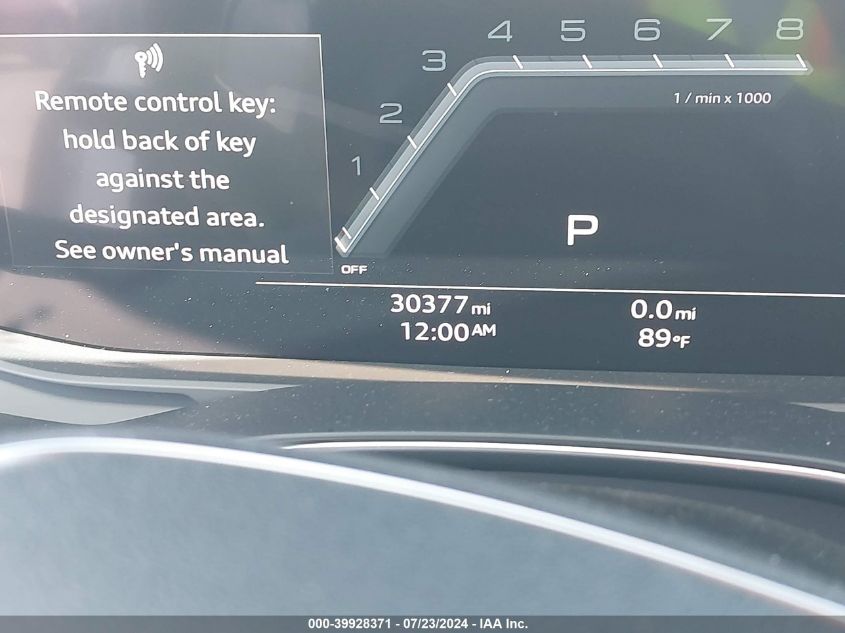 Remote control key:
hold back of key
against the
designated area.
See owner's manual
1 2 3 4 5 6 7 8
1 / min x 1000
P
OFF
30377 mi 0.0 mi
12:00 AM 89°F
000-39928371 - 07/23/2024 - IAA Inc.